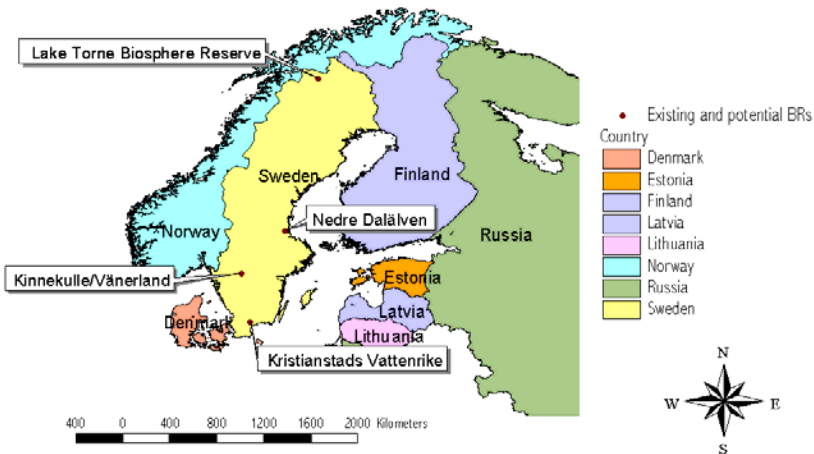 Lake Torne Biosphere Reserve
Sweden
Finland
Nedre Dalälven
Norway
Russia
Kinnekulle/Vänerland
Estonia
Denmark
Latvia
Lithuania
Kristianstads Vattenrike
Existing and potential BRs
Country
Denmark
Estonia
Finland
Latvia
Lithuania
Norway
Russia
Sweden
400 0 400 800 1200 1600 2000 Kilometers
N
W E
S